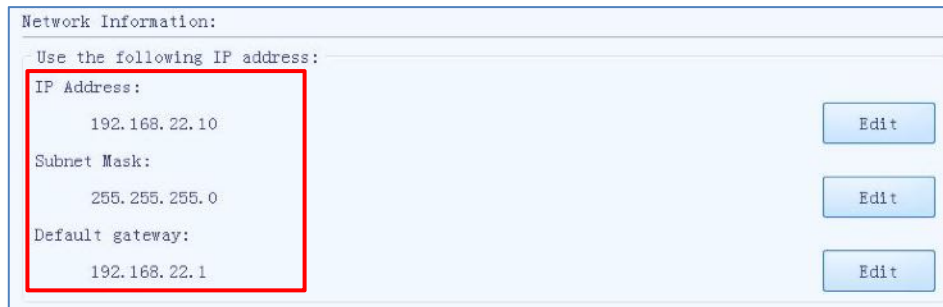 Network Information:
Use the following IP address:
IP Address:
192.168.22.10
Edit
Subnet Mask:
255.255.255.0
Edit
Default gateway:
192.168.22.1
Edit